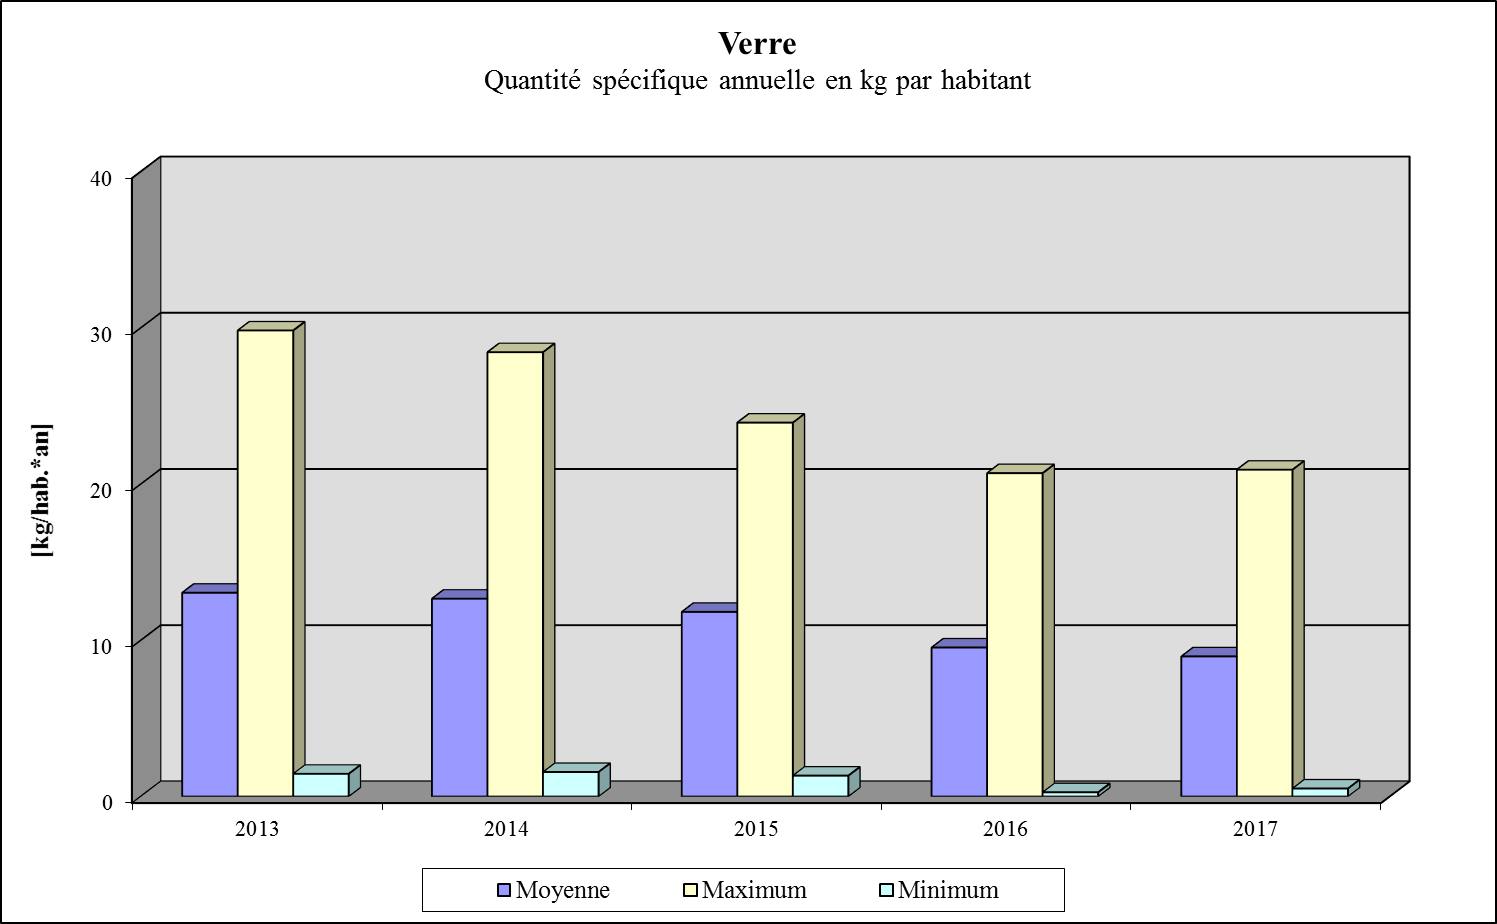 Verre
Quantité spécifique annuelle en kg par habitant
[kg/hab.*an]
40
30
20
10
0
2013 2014 2015 2016 2017
Moyenne Maximum Minimum